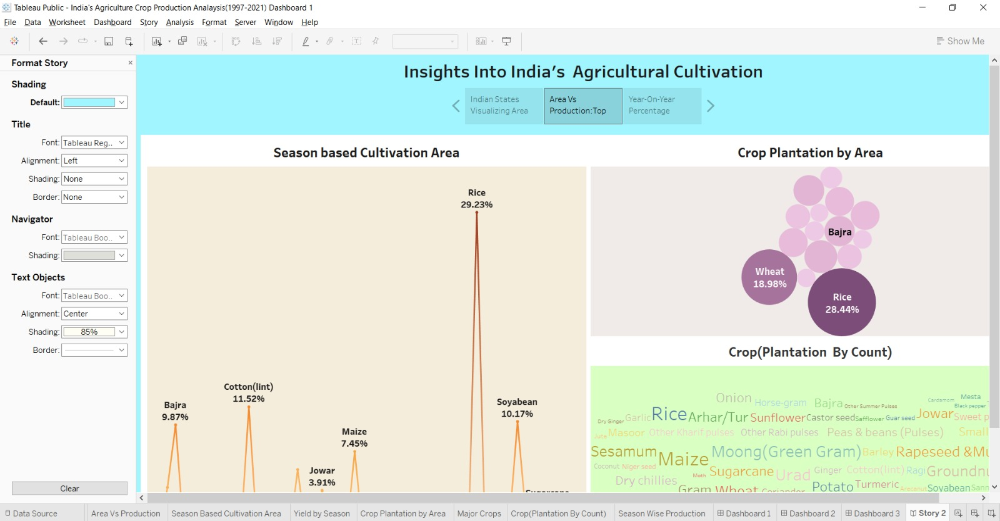 Tableau Public - India's Agriculture Crop Production Analaysis(1997-2021) Dashboard 1
File Data Worksheet Dashboard Story Analysis Format Server Window Help
Show Me
Format Story
Shading
Default:
Title
Font: Tableau Reg..
Alignment: Left
Shading: None
Border: None
Navigator
Font: Tableau Boo..
Shading:
Text Objects
Font: Tableau Boo..
Alignment: Center
Shading: 85%
Border:
Clear
Insights Into India's Agricultural Cultivation
Indian States
Visualizing Area
Area Vs
Production:Top
Year-On-Year
Percentage
Season based Cultivation Area
Rice
29.23%
Cotton(lint)
11.52%
Bajra
9.87%
Soyabean
10.17%
Maize
7.45%
Jowar
3.91%
Sugarcane
Crop Plantation by Area
Bajra
Wheat
18.98%
Rice
28.44%
Crop(Plantation By Count)
Onion Horse-gram Bajra Other Summer Pulses Cardamom Mesta
Black pepper
Dry Ginger Garlic Rice Arhar/Tur Sunflower Castor seed Safflower Guar seed Jowar Sweet p
Jute Masoor Other Kharif pulses Other Rabi pulses Peas & beans (Pulses) Small
Sesamum Maize Moong(Green Gram) Barley Rapeseed &Mu
Coconut Niger seed Moth Sugarcane Urad Ginger Cotton(lint) Ragi Groundnu
Dry chillies Gram Wheat Coriander Potato Turmeric Arecanut Soyabean Sann
Data Source Area Vs Production Season Based Cultivation Area Yield by Season Crop Plantation by Area Major Crops Crop(Plantation By Count) Season Wise Production Dashboard 1 Dashboard 2 Dashboard 3 Story 2